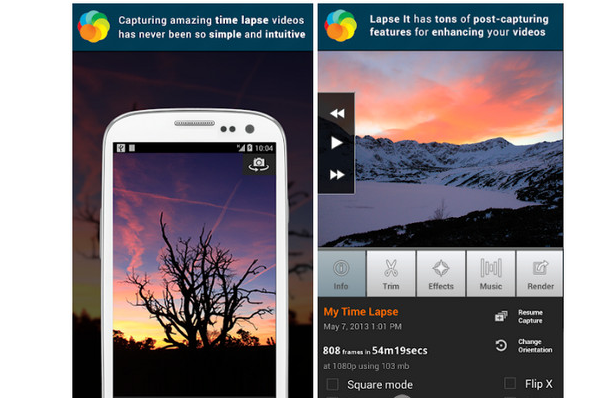 Capturing amazing time lapse videos
has never been so simple and intuitive
10:04
Lapse It has tons of post-capturing
features for enhancing your videos
Info
Trim
Effects
Music
Render
My Time Lapse
May 7, 2013 1:01 PM
808 frames in 54m19secs
at 1080p using 103 mb
Resume
Capture
Change
Orientation
Square mode
Flip X